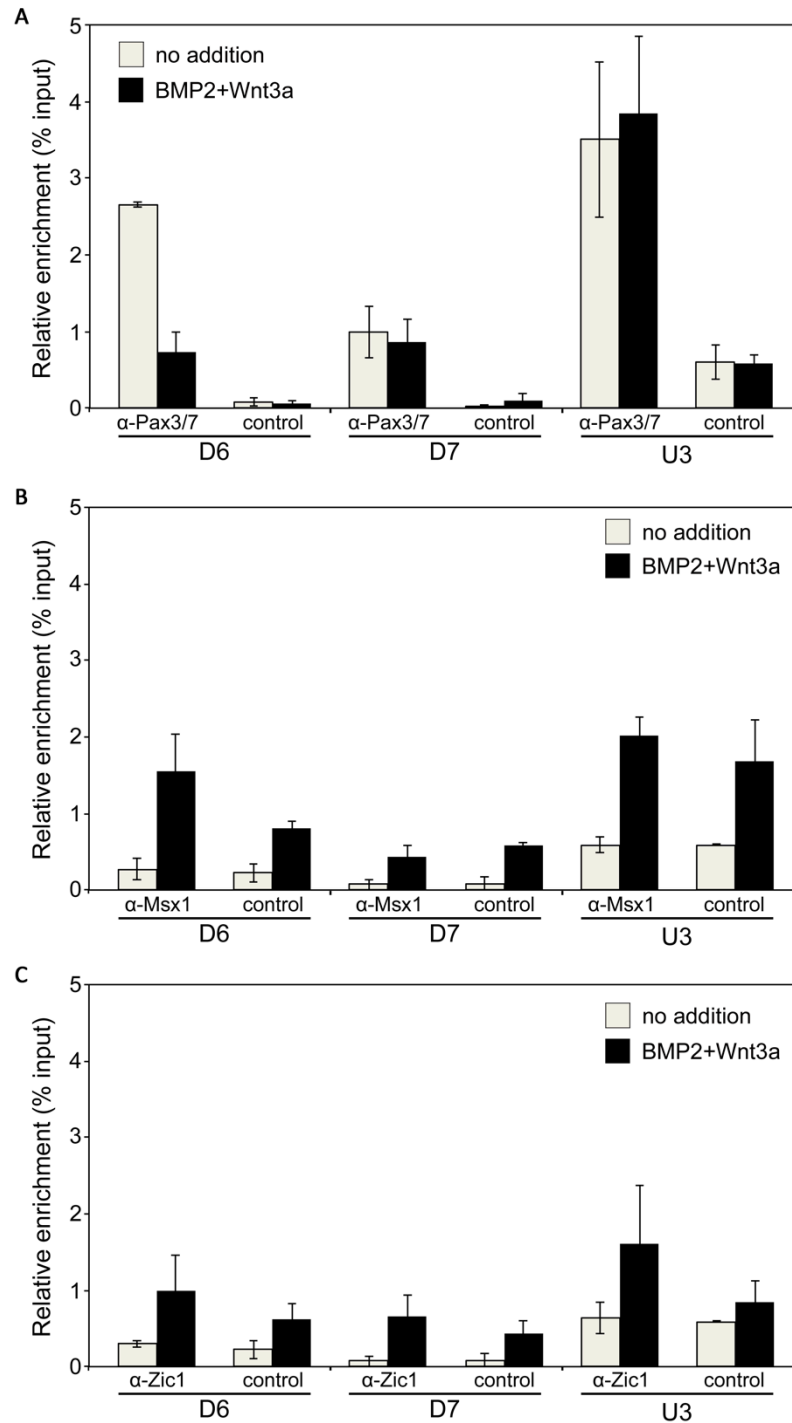 A
Relative enrichment (% input)
5
4
3
2
1
0
no addition
BMP2+Wnt3a
α-Pax3/7 control α-Pax3/7 control α-Pax3/7 control
D6 D7 U3
B
Relative enrichment (% input)
5
4
3
2
1
0
no addition
BMP2+Wnt3a
α-Msx1 control α-Msx1 control α-Msx1 control
D6 D7 U3
C
Relative enrichment (% input)
5
4
3
2
1
0
no addition
BMP2+Wnt3a
α-Zic1 control α-Zic1 control α-Zic1 control
D6 D7 U3